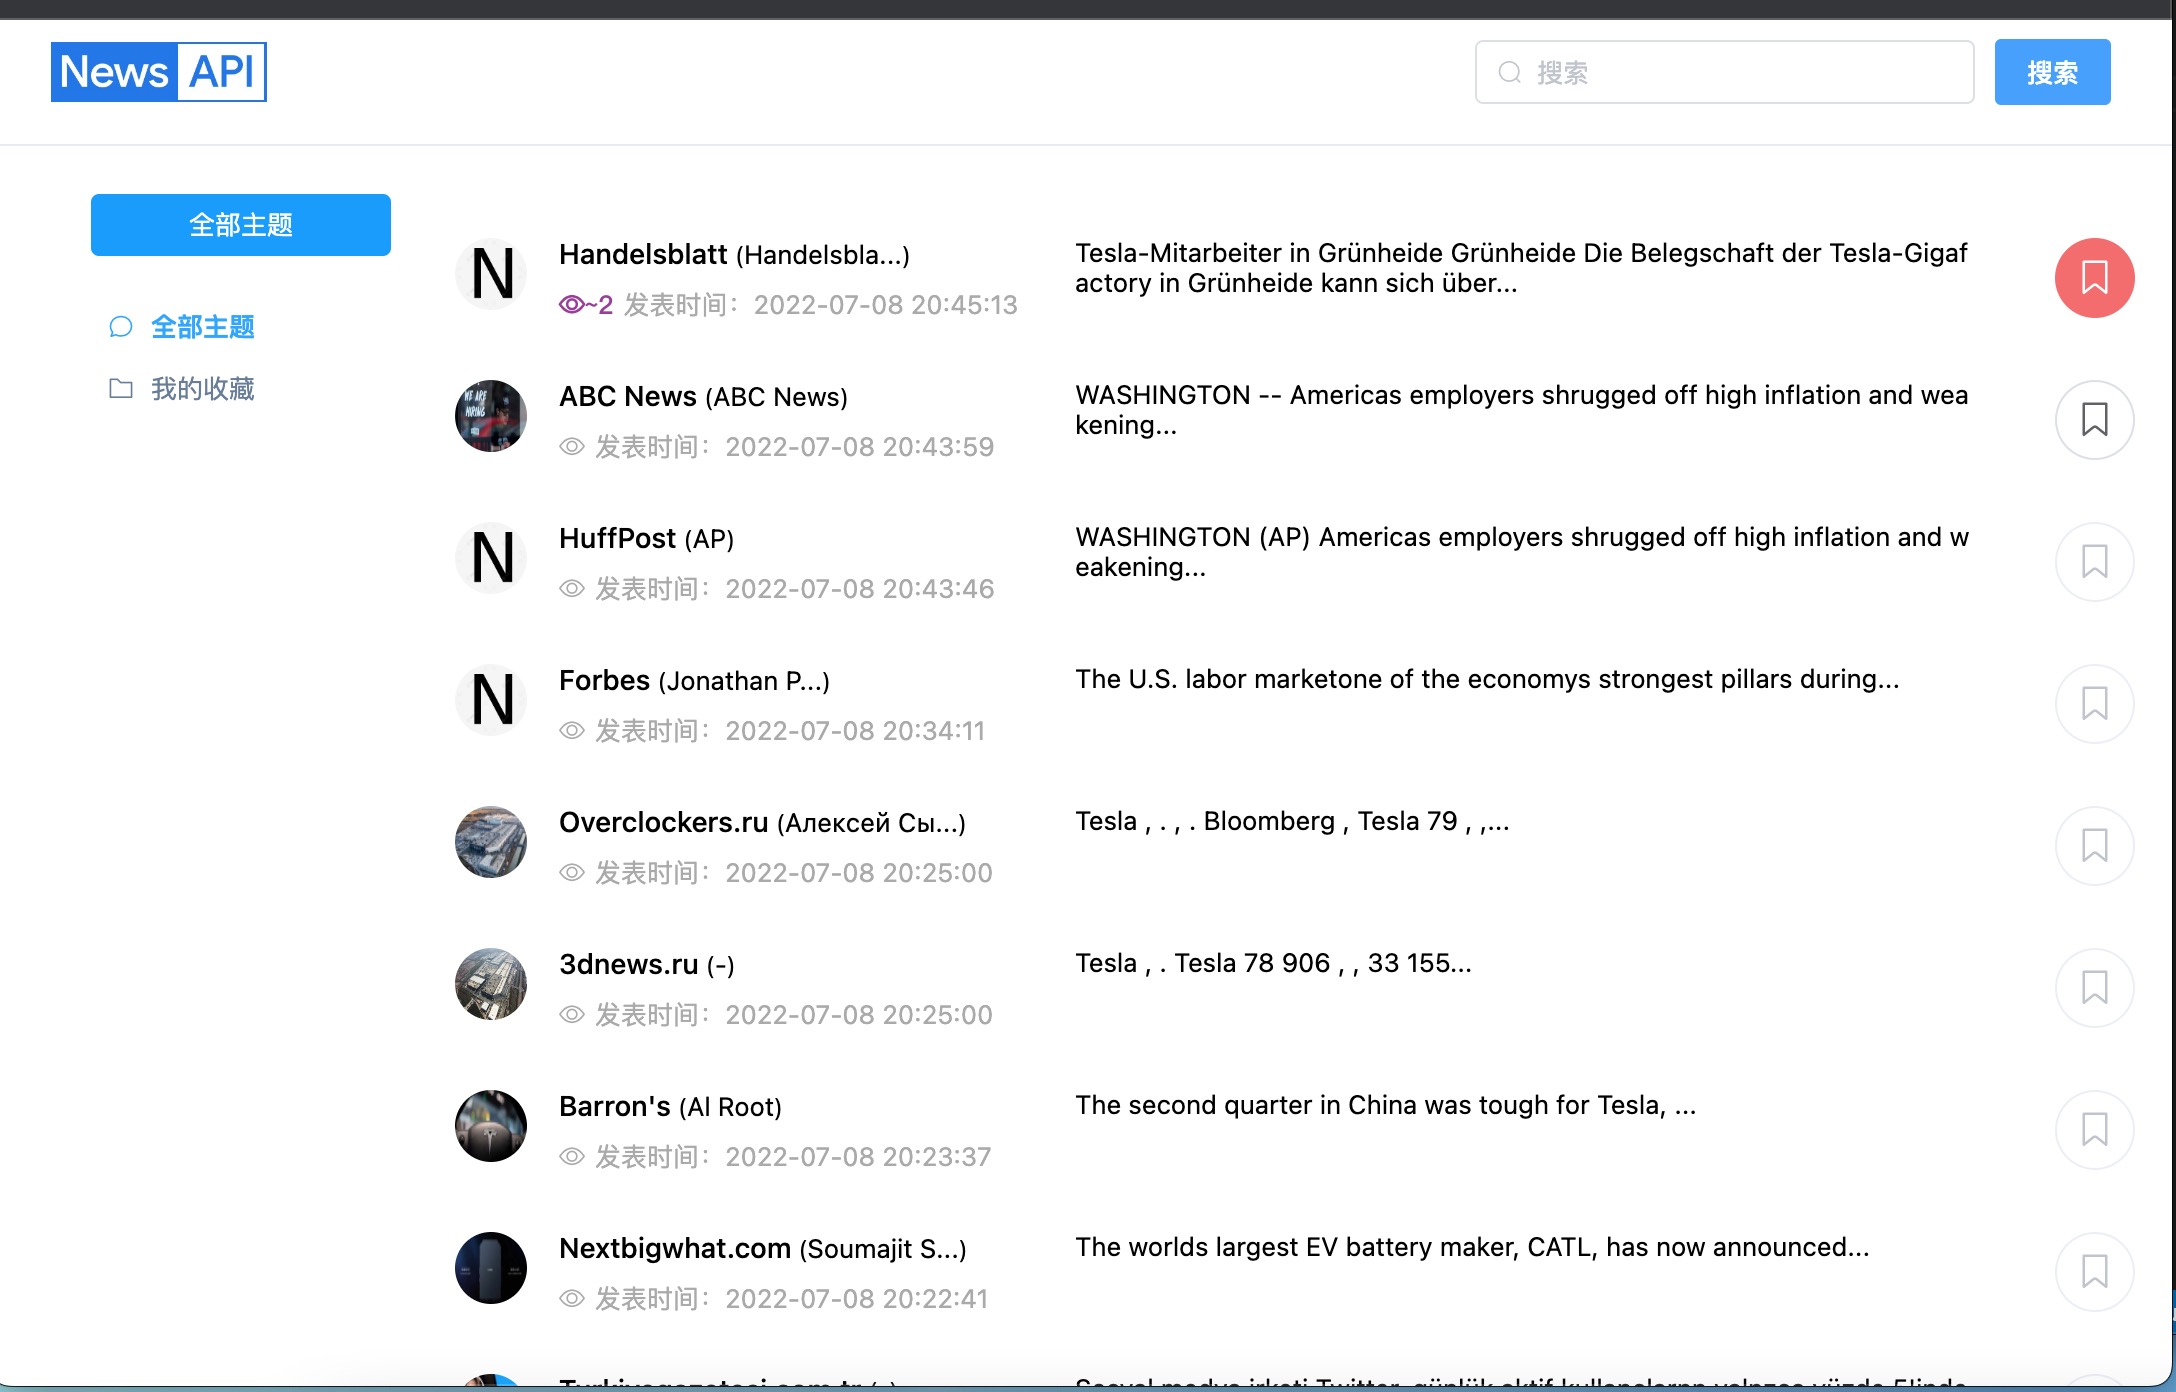 News API
搜索
搜索
全部主题
全部主题
我的收藏
N
Handelsblatt (Handelsbla...)
~2 发表时间：2022-07-08 20:45:13
Tesla-Mitarbeiter in Grünheide Grünheide Die Belegschaft der Tesla-Gigaf
actory in Grünheide kann sich über...
WE ARE
HIRING
ABC News (ABC News)
发表时间：2022-07-08 20:43:59
WASHINGTON -- Americas employers shrugged off high inflation and wea
kening...
N
HuffPost (AP)
发表时间：2022-07-08 20:43:46
WASHINGTON (AP) Americas employers shrugged off high inflation and w
eakening...
N
Forbes (Jonathan P...)
发表时间：2022-07-08 20:34:11
The U.S. labor marketone of the economys strongest pillars during...
Overclockers.ru (Алексей Сы...)
发表时间：2022-07-08 20:25:00
Tesla , . , . Bloomberg , Tesla 79 , ,...
3dnews.ru (-)
发表时间：2022-07-08 20:25:00
Tesla , . Tesla 78 906 , , 33 155...
Barron's (Al Root)
发表时间：2022-07-08 20:23:37
The second quarter in China was tough for Tesla, ...
Nextbigwhat.com (Soumajit S...)
发表时间：2022-07-08 20:22:41
The worlds largest EV battery maker, CATL, has now announced...